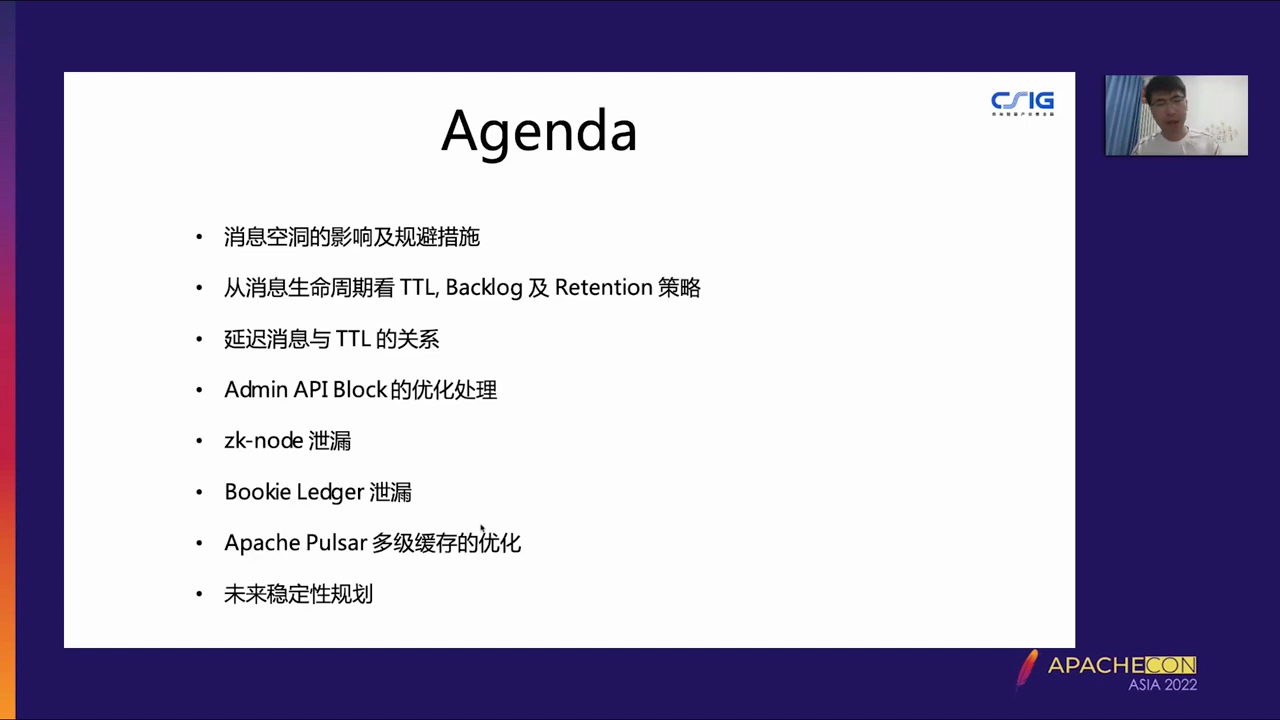 Agenda
CSIG
• 消息空洞的影响及规避措施
• 从消息生命周期看 TTL, Backlog 及 Retention 策略
• 延迟消息与 TTL 的关系
• Admin API Block 的优化处理
• zk-node 泄漏
• Bookie Ledger 泄漏
• Apache Pulsar 多级缓存的优化
• 未来稳定性规划
APACHECON
ASIA 2022